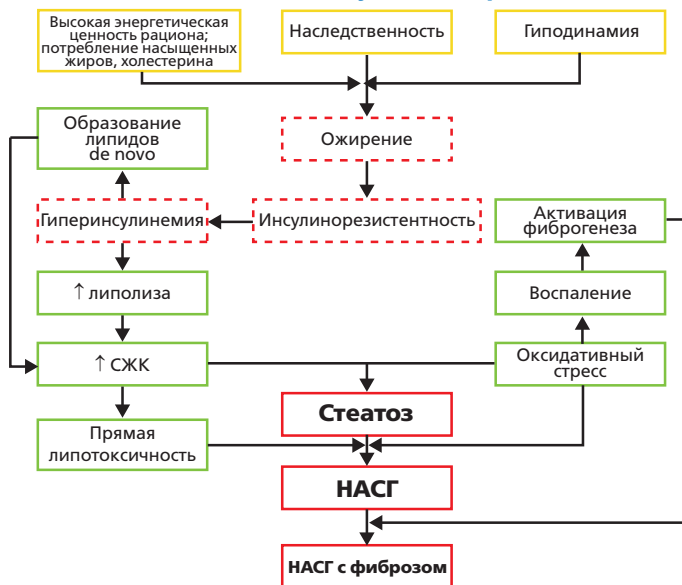 Высокая энергетическая
ценность рациона;
потребление насыщенных
жиров, холестерина
Наследственность
Гиподинамия
Образование
липидов
de novo
Ожирение
Гиперинсулинемия
Инсулинорезистентность
Активация
фиброгенеза
↑ липолиза
Воспаление
↑ СЖК
Оксидативный
стресс
Стеатоз
Прямая
липотоксичность
НАСГ
НАСГ с фиброзом